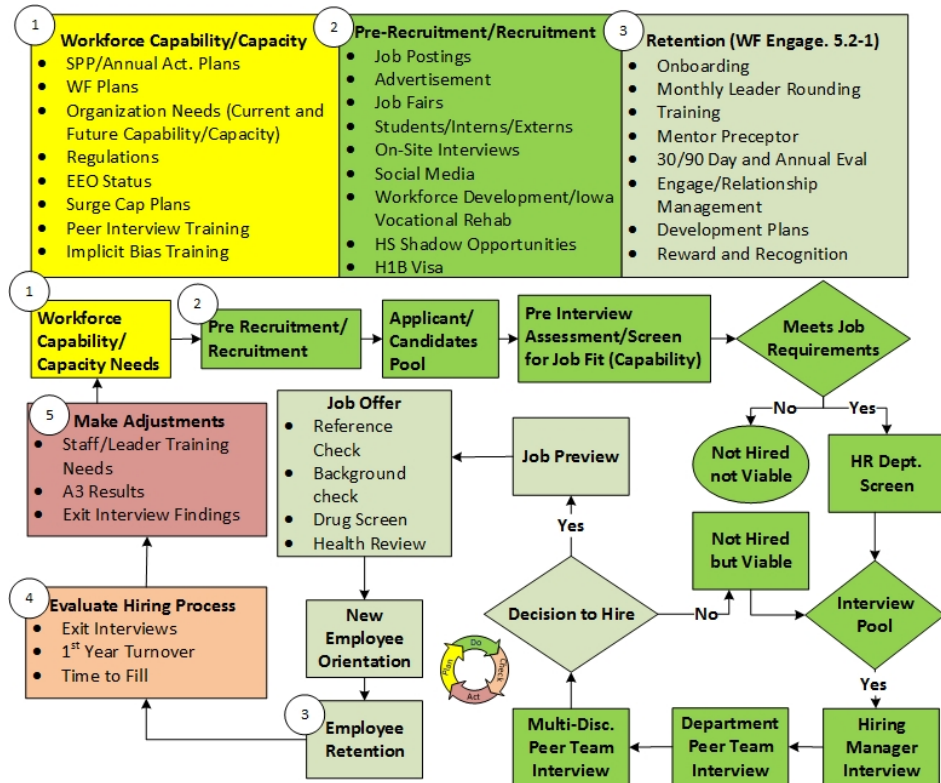 1
Workforce Capability/Capacity
• SPP/Annual Act. Plans
• WF Plans
• Organization Needs (Current and
Future Capability/Capacity)
• Regulations
• EEO Status
• Surge Cap Plans
• Peer Interview Training
• Implicit Bias Training
2
Pre-Recruitment/Recruitment
• Job Postings
• Advertisement
• Job Fairs
• Students/Interns/Externs
• On-Site Interviews
• Social Media
• Workforce Development/Iowa
Vocational Rehab
• HS Shadow Opportunities
• H1B Visa
3
Retention (WF Engage. 5.2-1)
• Onboarding
• Monthly Leader Rounding
• Training
• Mentor Preceptor
• 30/90 Day and Annual Eval
• Engage/Relationship
Management
• Development Plans
• Reward and Recognition
1
Workforce
Capability/
Capacity Needs
2
Pre Recruitment/
Recruitment
Applicant/
Candidates
Pool
Pre Interview
Assessment/Screen
for Job Fit (Capability)
Meets Job
Requirements
No
Yes
Not Hired
not Viable
HR Dept.
Screen
Not Hired
but Viable
Interview
Pool
Yes
Hiring
Manager
Interview
Department
Peer Team
Interview
Multi-Disc.
Peer Team
Interview
Decision to Hire
No
Yes
Job Preview
Job Offer
• Reference
Check
• Background
check
• Drug Screen
• Health Review
New
Employee
Orientation
3
Employee
Retention
4
Evaluate Hiring Process
• Exit Interviews
• 1st Year Turnover
• Time to Fill
5
Make Adjustments
• Staff/Leader Training
Needs
• A3 Results
• Exit Interview Findings
Plan
Do
Check
Act